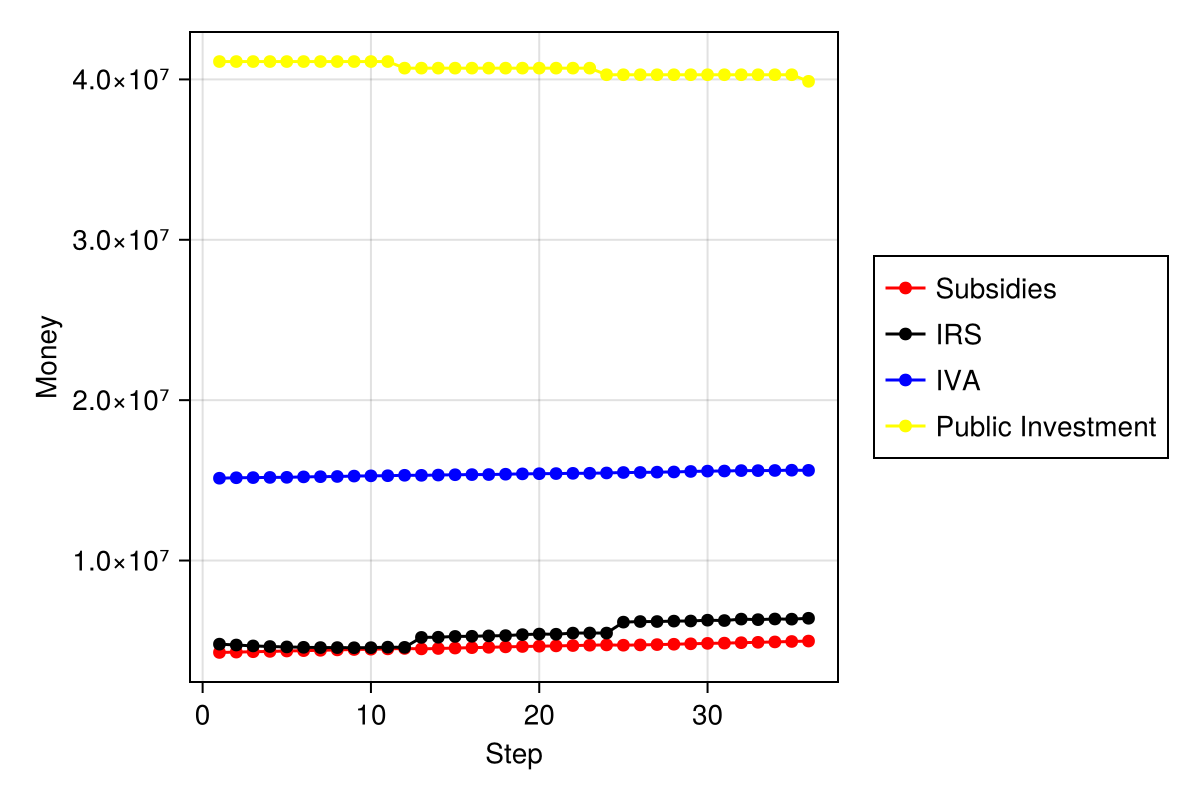 4.0×10⁷
3.0×10⁷
2.0×10⁷
1.0×10⁷
Money
0 10 20 30
Step
Subsidies
IRS
IVA
Public Investment